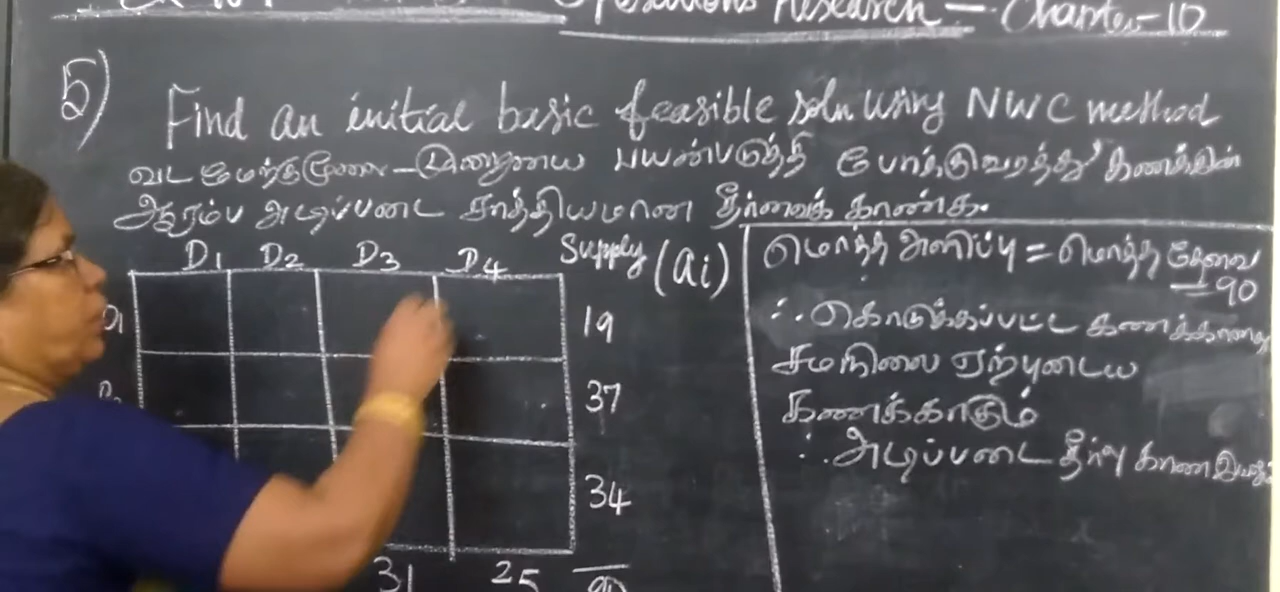 Operations Research - Chapter-10
5) Find an initial basic feasible soln using NWC method
வட மேற்கு மூலை - முறையை பயன்படுத்தி போக்குவரத்து கணக்கின்
ஆரம்ப அடிப்படை சாத்தியமான தீர்வைக் காண்க.
D1 D2 D3 D4 Supply (ai)
19
37
34
31 25 90
மொத்த அளிப்பு = மொத்த தேவை
= 90
∴ கொடுக்கப்பட்ட கணக்கானது
சமநிலை ஏற்புடைய
கணக்காகும்
∴ அடிப்படை தீர்வு காண